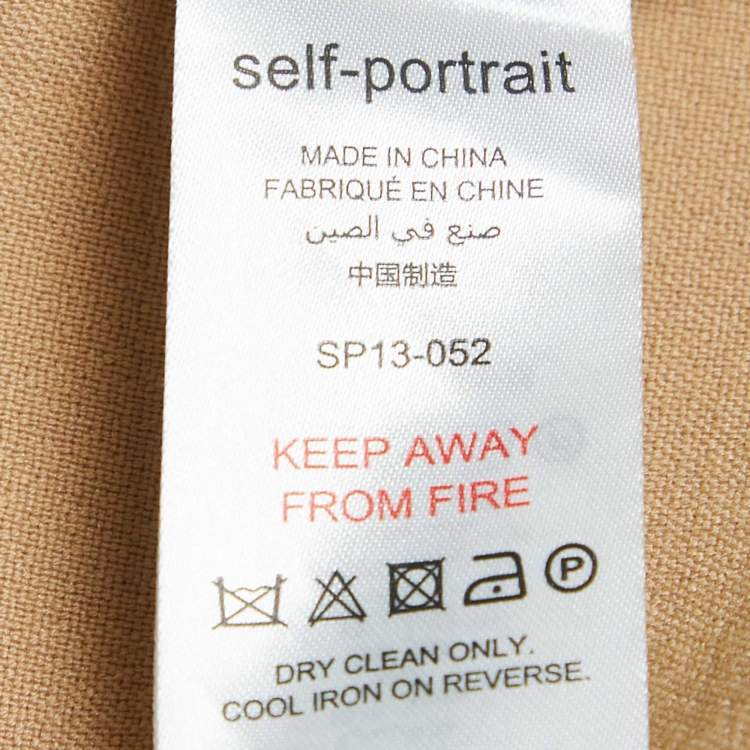 self-portrait
MADE IN CHINA
FABRIQUÉ EN CHINE
صنع في الصين
中国制造
SP13-052
KEEP AWAY
FROM FIRE
P
DRY CLEAN ONLY.
COOL IRON ON REVERSE.